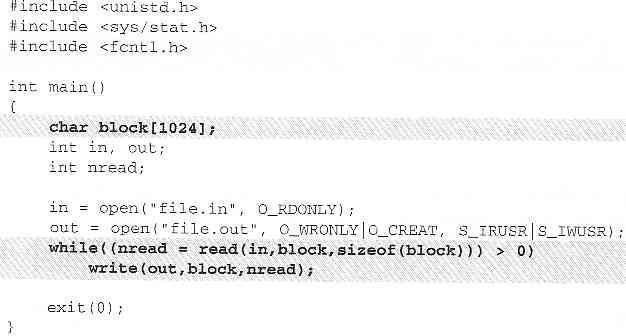 #include <unistd.h>
#include <sys/stat.h>
#include <fcntl.h>
int main()
{
char block[1024];
int in, out;
int nread;
in = open("file.in", O_RDONLY);
out = open("file.out", O_WRONLY|O_CREAT, S_IRUSR|S_IWUSR);
while((nread = read(in,block,sizeof(block))) > 0)
write(out,block,nread);
exit(0);
}